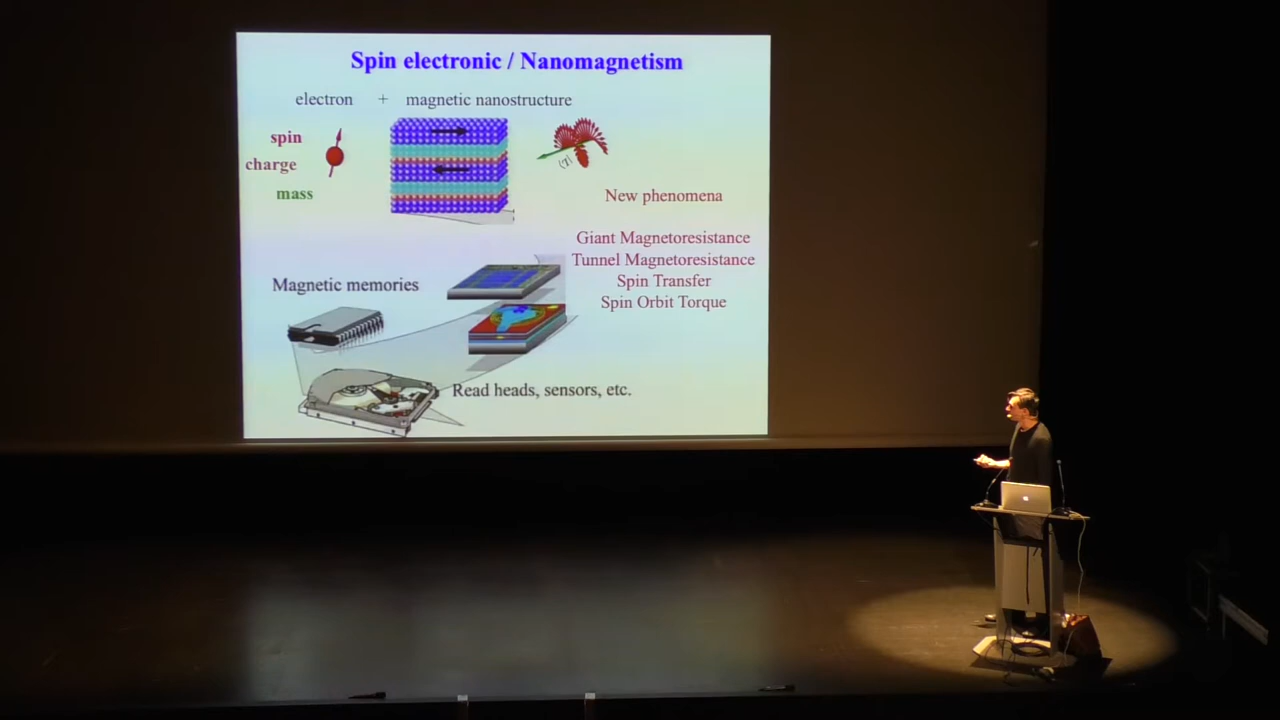 Spin electronic / Nanomagnetism
electron + magnetic nanostructure
spin
charge
mass
New phenomena
Giant Magnetoresistance
Tunnel Magnetoresistance
Spin Transfer
Spin Orbit Torque
Magnetic memories
Read heads, sensors, etc.